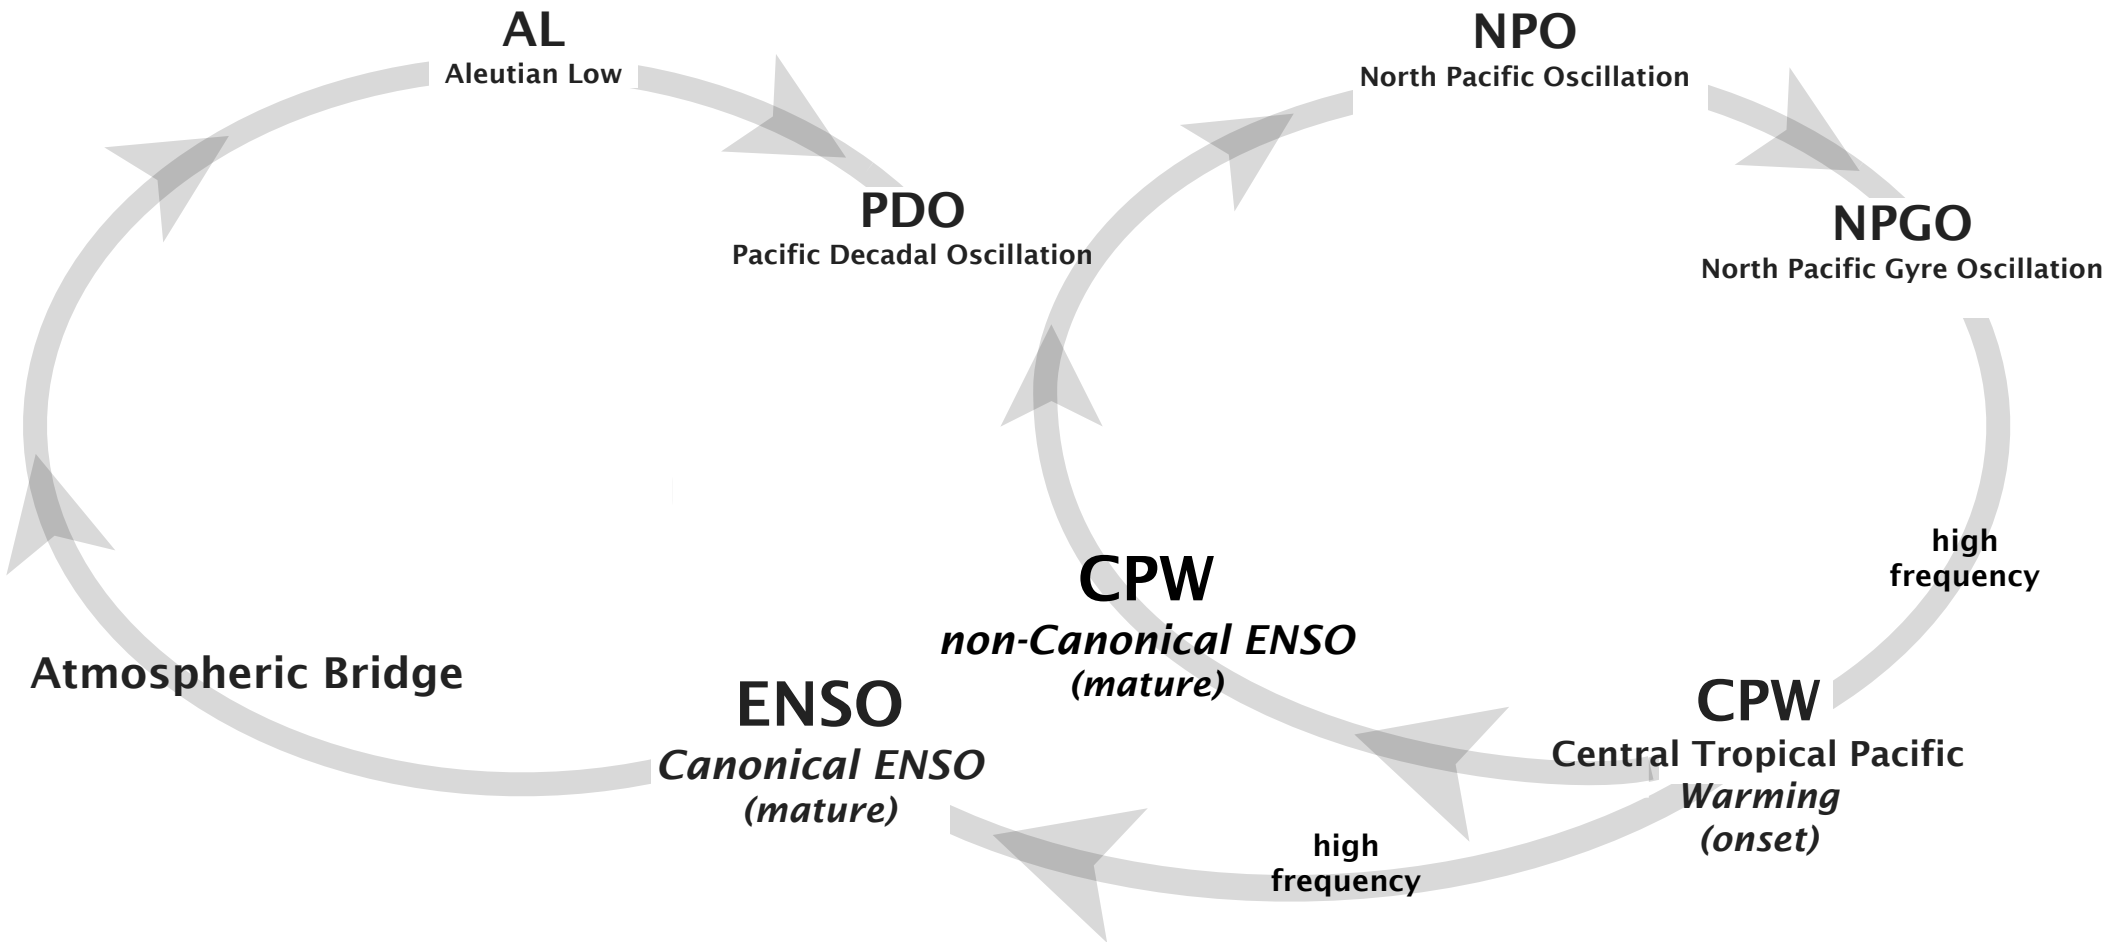 AL
Aleutian Low
NPO
North Pacific Oscillation
PDO
Pacific Decadal Oscillation
NPGO
North Pacific Gyre Oscillation
high
frequency
CPW
non-Canonical ENSO
(mature)
Atmospheric Bridge
ENSO
Canonical ENSO
(mature)
CPW
Central Tropical Pacific
Warming
(onset)
high
frequency